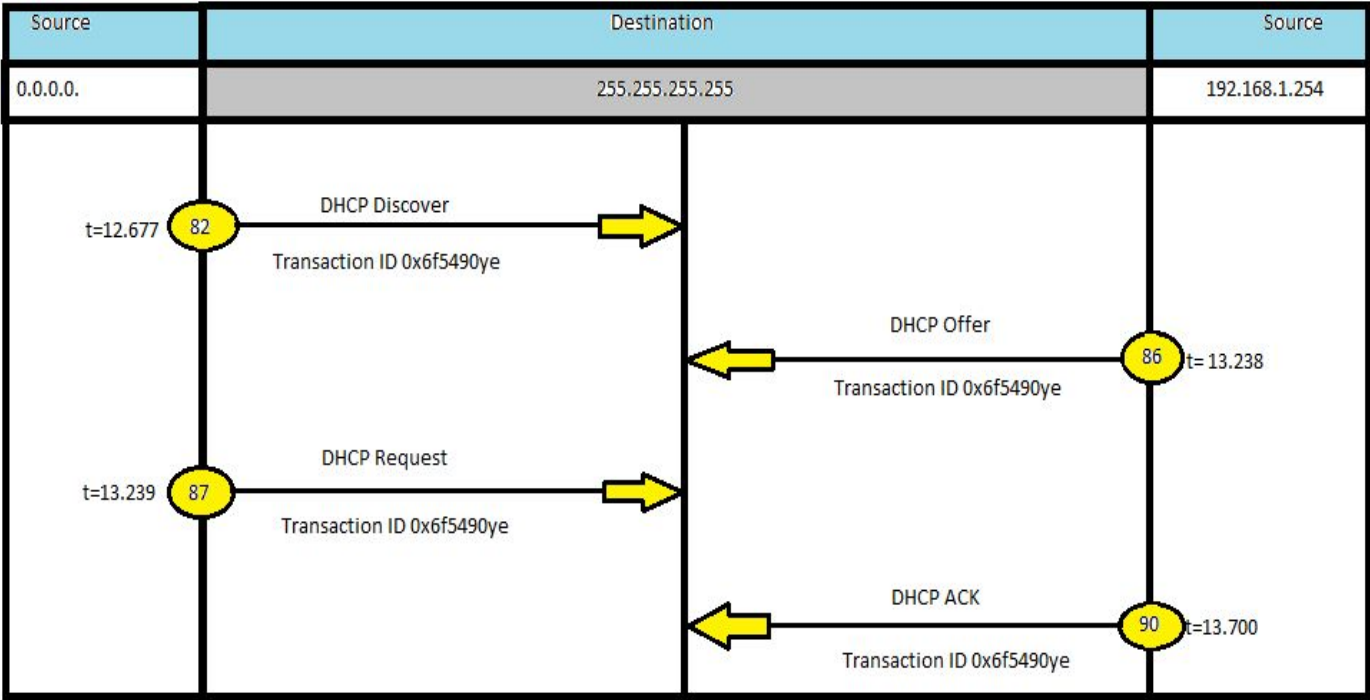 Source Destination Source
0.0.0.0. 255.255.255.255 192.168.1.254
DHCP Discover
t=12.677 82
Transaction ID 0x6f5490ye
DHCP Offer
86 t= 13.238
Transaction ID 0x6f5490ye
DHCP Request
t=13.239 87
Transaction ID 0x6f5490ye
DHCP ACK
90 t=13.700
Transaction ID 0x6f5490ye